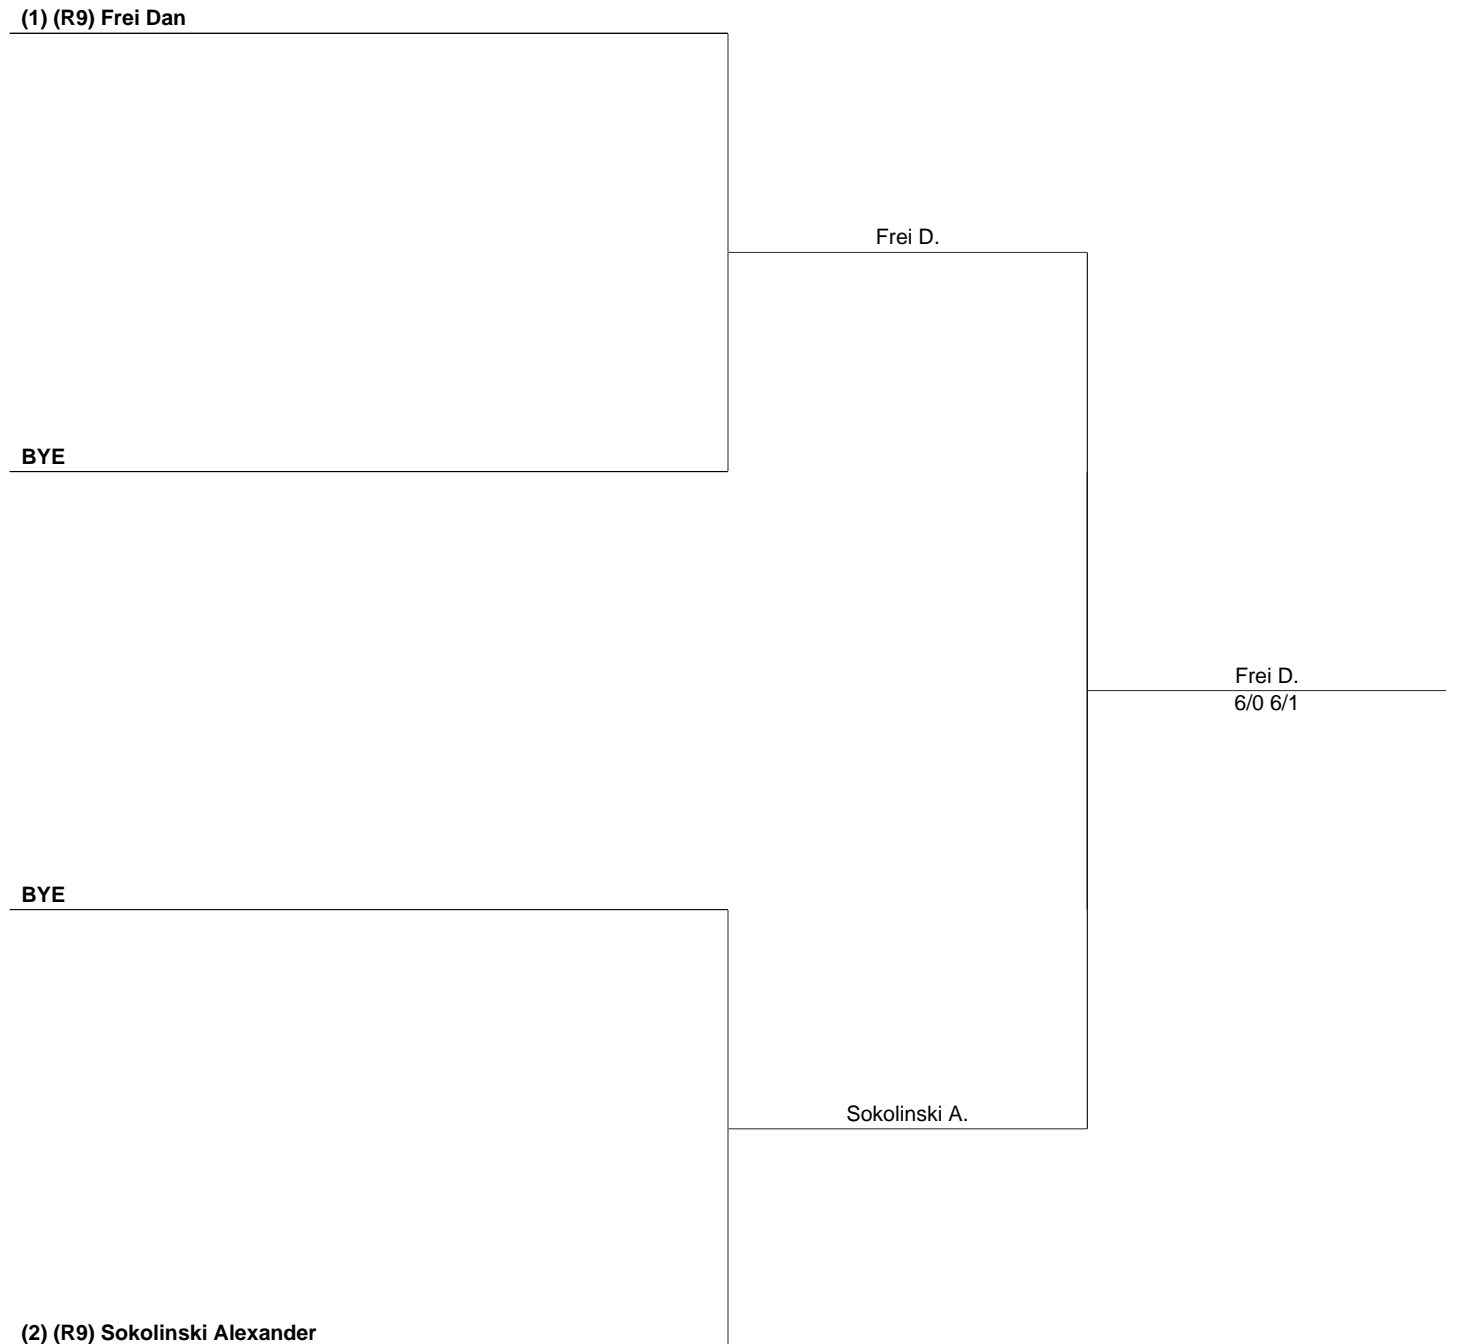 (1) (R9) Frei Dan
Frei D.
BYE
Frei D.
6/0 6/1
BYE
Sokolinski A.
(2) (R9) Sokolinski Alexander